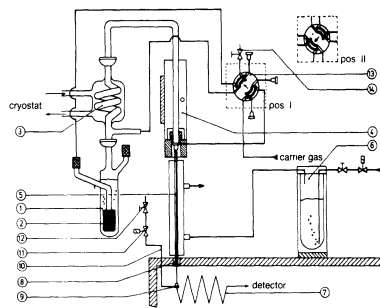 pos II
⑬
⑭
pos I
cryostat
③
④
⑥
carrier gas
⑤
①
②
⑫
⑪
⑩
⑧
⑨
detector
⑦